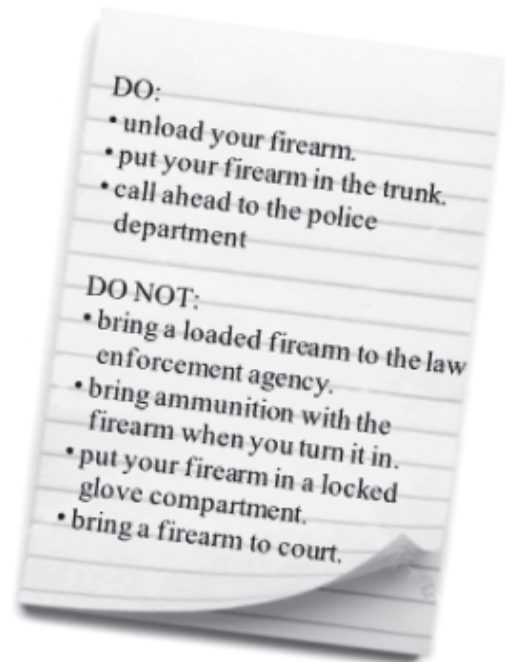 DO:
• unload your firearm.
• put your firearm in the trunk.
• call ahead to the police
department
DO NOT:
• bring a loaded firearm to the law
enforcement agency.
• bring ammunition with the
firearm when you turn it in.
• put your firearm in a locked
glove compartment.
• bring a firearm to court.